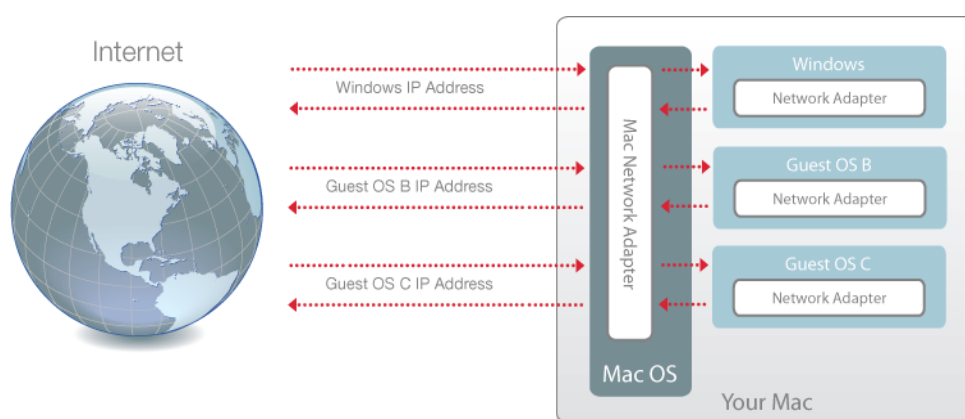 Internet
Windows IP Address
Guest OS B IP Address
Guest OS C IP Address
Mac Network Adapter
Mac OS
Windows
Network Adapter
Guest OS B
Network Adapter
Guest OS C
Network Adapter
Your Mac